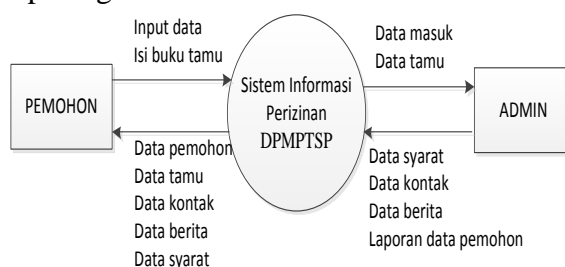 Input data
Isi buku tamu
PEMOHON
Data pemohon
Data tamu
Data kontak
Data berita
Data syarat
Sistem Informasi
Perizinan
DPMPTSP
Data masuk
Data tamu
ADMIN
Data syarat
Data kontak
Data berita
Laporan data pemohon